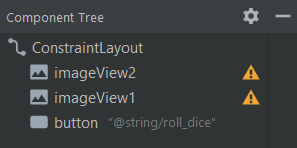 Component Tree
ConstraintLayout
imageView2
imageView1
button "@string/roll_dice"